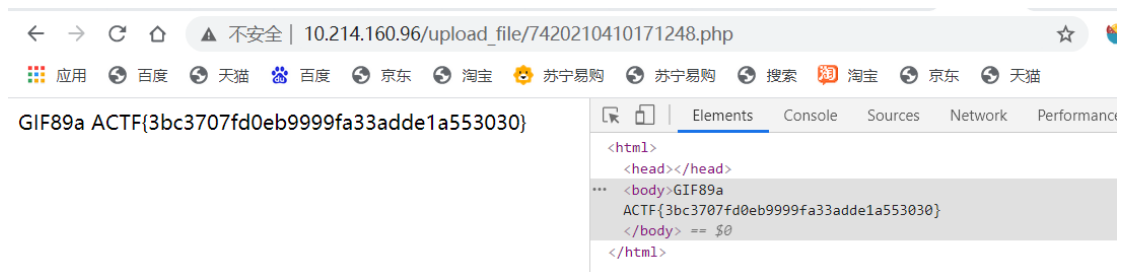 不安全 | 10.214.160.96/upload_file/7420210410171248.php
应用 百度 天猫 百度 京东 淘宝 苏宁易购 苏宁易购 搜索 淘 淘宝 京东 天猫
GIF89a ACTF{3bc3707fd0eb9999fa33adde1a553030}
Elements Console Sources Network Performanc
<html>
<head></head>
... <body>GIF89a
ACTF{3bc3707fd0eb9999fa33adde1a553030}
</body> == $0
</html>